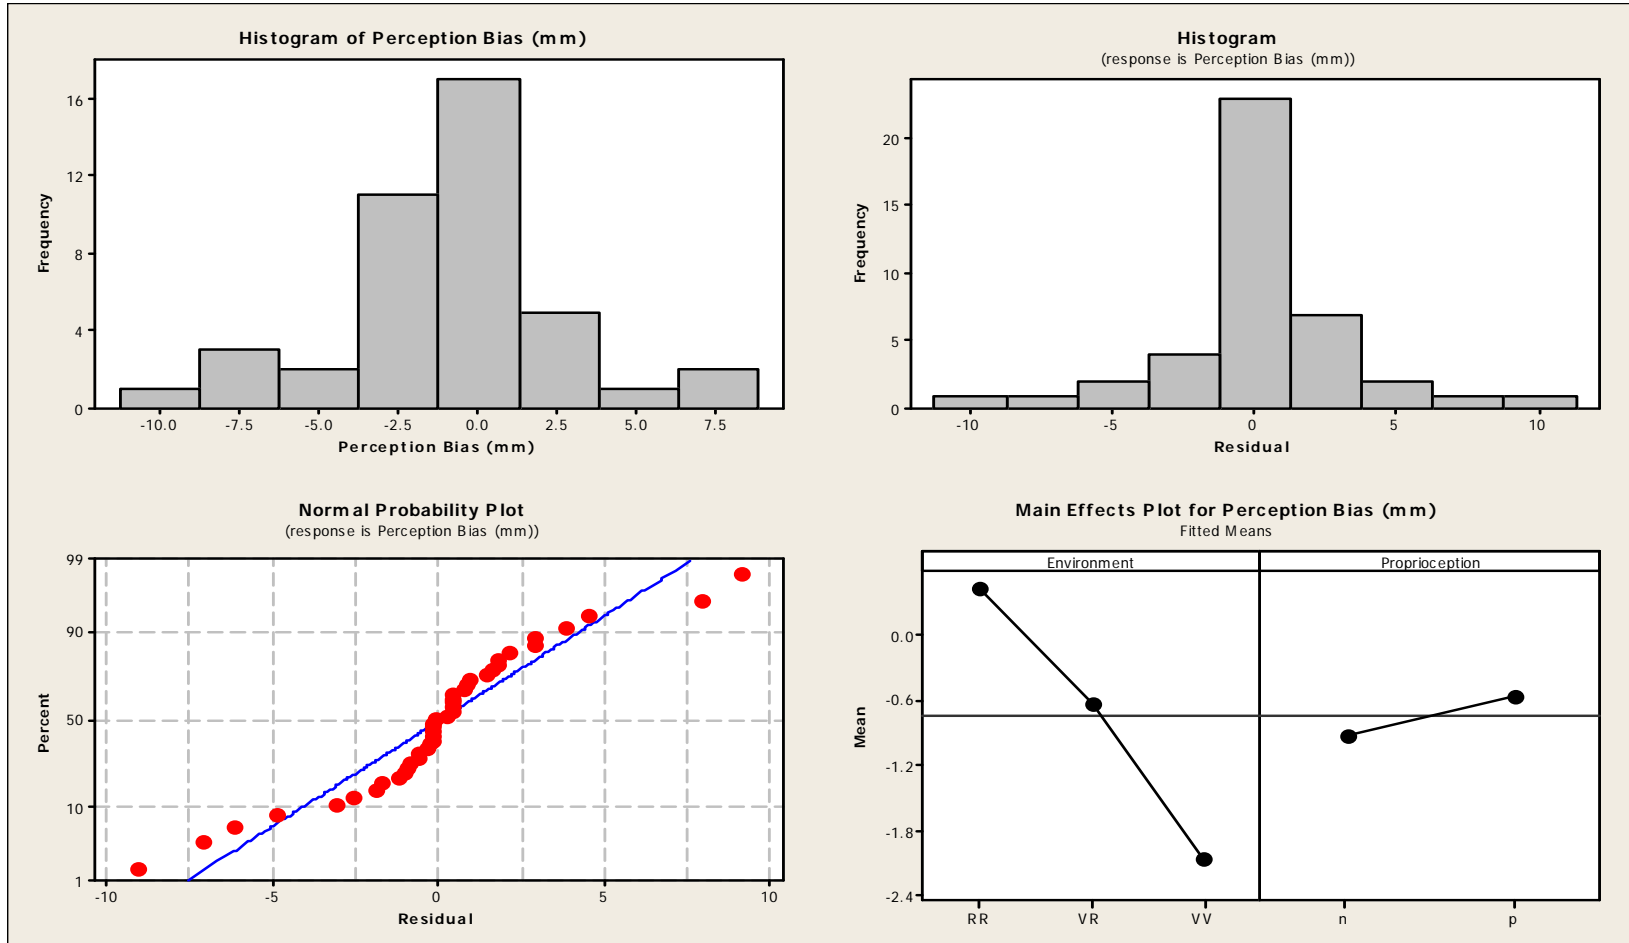 Histogram of Perception Bias (mm)
Frequency
16
12
8
4
0
-10.0 -7.5 -5.0 -2.5 0.0 2.5 5.0 7.5
Perception Bias (mm)
Histogram
(response is Perception Bias (mm))
Frequency
20
15
10
5
0
-10 -5 0 5 10
Residual
Normal Probability Plot
(response is Perception Bias (mm))
Percent
99
90
50
10
1
-10 -5 0 5 10
Residual
Main Effects Plot for Perception Bias (mm)
Fitted Means
Environment Proprioception
Mean
0.0
-0.6
-1.2
-1.8
-2.4
RR VR VV n p